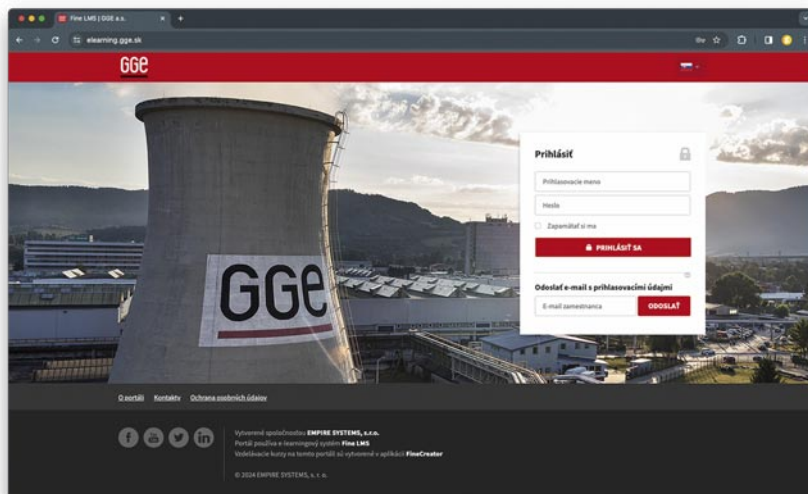 Fine LMS | GGE a.s.
elearning.gge.sk
GGE
Prihlásiť
Prihlasovacie meno
Heslo
Zapamätať si ma
PRIHLÁSIŤ SA
GGE
Odoslať e-mail s prihlasovacími údajmi
E-mail zamestnanca
ODOSLAŤ
O portáli Kontakty Ochrana osobných údajov
Vytvorené spoločnosťou EMPIRE SYSTEMS, s.r.o.
Portál používa e-learningový systém Fine LMS
Vzdelávacie kurzy na tomto portáli sú vytvorené v aplikácii FineCreator
© 2024 EMPIRE SYSTEMS, s. r. o.